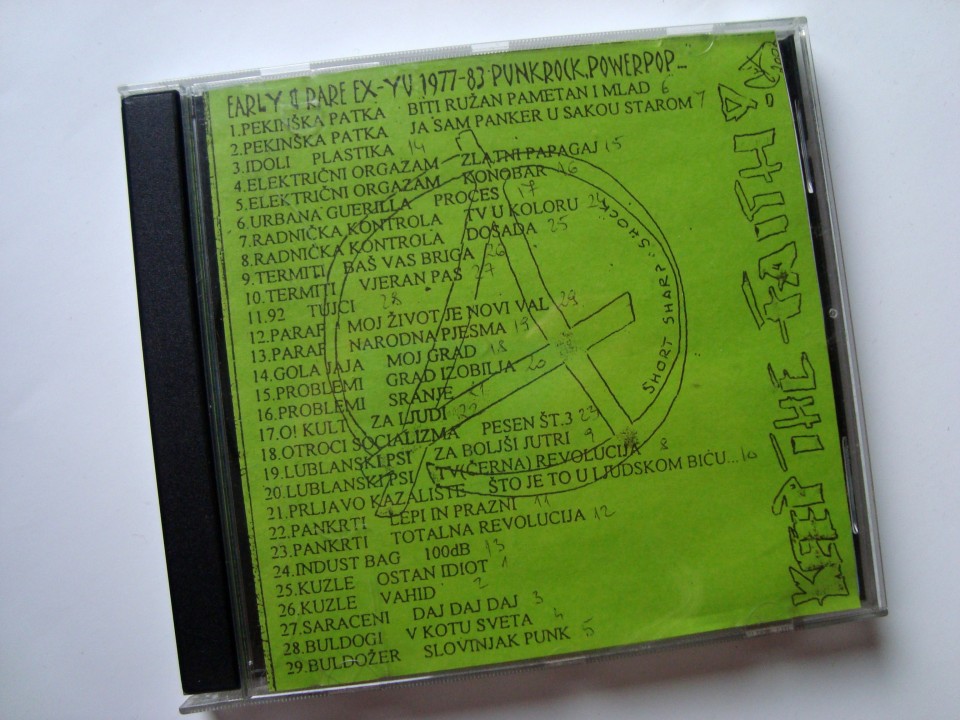 EARLY & RARE EX-YU 1977-83 PUNKROCK, POWERPOP...
1.PEKINŠKA PATKA BITI RUŽAN PAMETAN I MLAD 6
2.PEKINŠKA PATKA JA SAM PANKER U SAKOU STAROM 7
3.IDOLI PLASTIKA 14
4.ELEKTRIČNI ORGAZAM ZLATNI PAPAGAJ 15
5.ELEKTRIČNI ORGAZAM KONOBAR 16
6.URBANA GUERILLA PROCES 17
7.RADNIČKA KONTROLA TV U KOLORU 24
8.RADNIČKA KONTROLA DOSADA 25
9.TERMITI BAŠ VAS BRIGA 26
10.TERMITI VJERAN PAS 27
11.92 TUJCI 28
12.PARAF MOJ ŽIVOT JE NOVI VAL 29
13.PARAF NARODNA PJESMA 19
14.GOLA JAJA MOJ GRAD 18
15.PROBLEMI GRAD IZOBILJA 20
16.PROBLEMI SRANJE 21
17.O! KULT ZA LJUDI 22
18.OTROCI SOCIALIZMA PESEN ŠT.3 23
19.LUBLANSKI PSI ZA BOLJŠI JUTRI 9
20.LUBLANSKI PSI TV(ČERNA) REVOLUCIJA 8
21.PRLJAVO KAZALIŠTE ŠTO JE TO U LJUDSKOM BIĆU...10
22.PANKRTI LEPI IN PRAZNI 11
23.PANKRTI TOTALNA REVOLUCIJA 12
24.INDUST BAG 100dB 13
25.KUZLE OSTAN IDIOT 1
26.KUZLE VAHID 2
27.SARACENI DAJ DAJ DAJ 3
28.BULDOGI V KOTU SVETA 4
29.BULDOŽER SLOVINJAK PUNK 5
SHORT SHARP SHOCK
KEEP THE FAITH